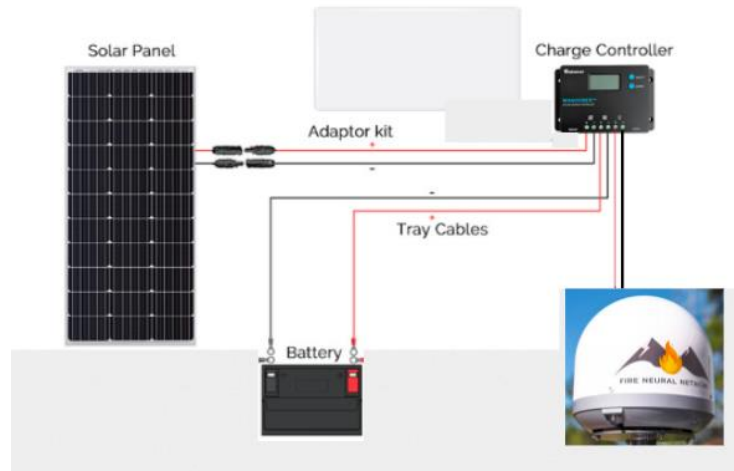 Solar Panel
Charge Controller
Adaptor kit
+
-
-
+
Tray Cables
Battery
FIRE NEURAL NETWORK